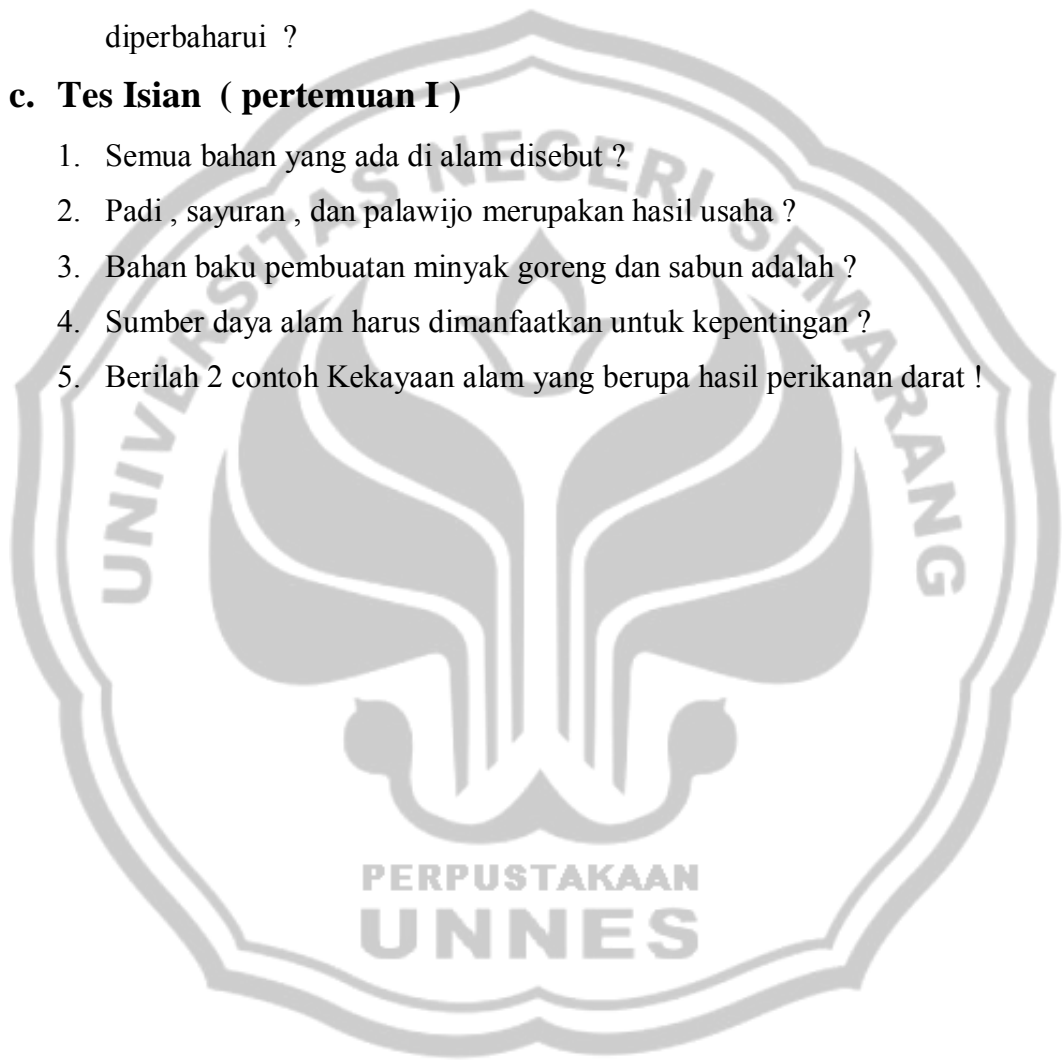 diperbaharui ?
c. Tes Isian ( pertemuan I )
1. Semua bahan yang ada di alam disebut ?
2. Padi , sayuran , dan palawijo merupakan hasil usaha ?
3. Bahan baku pembuatan minyak goreng dan sabun adalah ?
4. Sumber daya alam harus dimanfaatkan untuk kepentingan ?
5. Berilah 2 contoh Kekayaan alam yang berupa hasil perikanan darat !
UNIVERSITAS NEGERI SEMARANG
PERPUSTAKAAN
UNNES